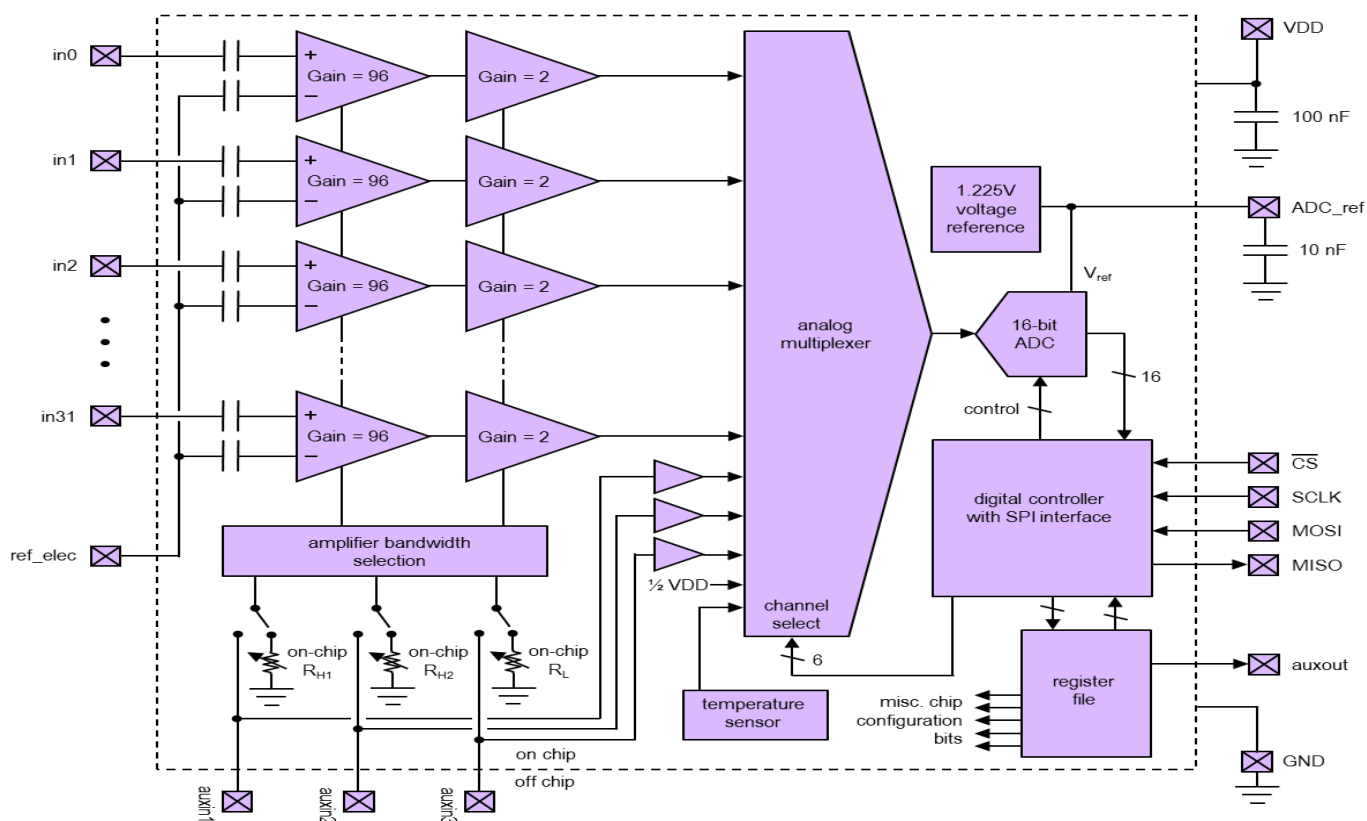 in0
+
−
Gain = 96
Gain = 2
in1
+
−
Gain = 96
Gain = 2
in2
+
−
Gain = 96
Gain = 2
in31
+
−
Gain = 96
Gain = 2
ref_elec
amplifier bandwidth
selection
on-chip
RH1
on-chip
RH2
on-chip
RL
auxin1
auxin2
auxin3
on chip
off chip
½ VDD
analog
multiplexer
channel
select
6
temperature
sensor
1.225V
voltage
reference
Vref
16-bit
ADC
16
control
digital controller
with SPI interface
register
file
misc. chip
configuration
bits
VDD
100 nF
ADC_ref
10 nF
CS
SCLK
MOSI
MISO
auxout
GND